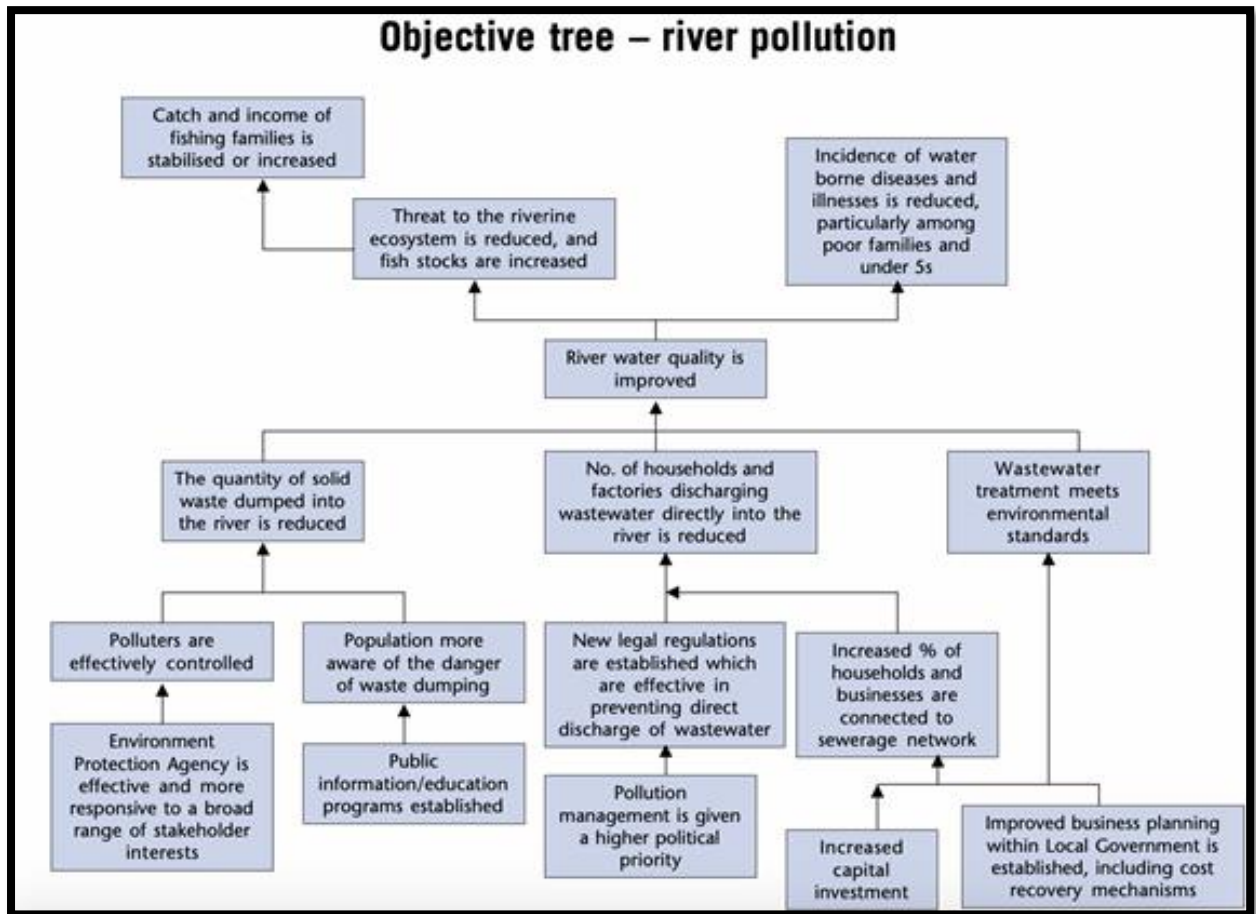 Objective tree – river pollution
Catch and income of
fishing families is
stabilised or increased
Incidence of water
borne diseases and
illnesses is reduced,
particularly among
poor families and
under 5s
Threat to the riverine
ecosystem is reduced, and
fish stocks are increased
River water quality is
improved
The quantity of solid
waste dumped into
the river is reduced
No. of households and
factories discharging
wastewater directly into the
river is reduced
Wastewater
treatment meets
environmental
standards
Polluters are
effectively controlled
Population more
aware of the danger
of waste dumping
New legal regulations
are established which
are effective in
preventing direct
discharge of wastewater
Increased % of
households and
businesses are
connected to
sewerage network
Environment
Protection Agency is
effective and more
responsive to a broad
range of stakeholder
interests
Public
information/education
programs established
Pollution
management is given
a higher political
priority
Increased
capital
investment
Improved business planning
within Local Government is
established, including cost
recovery mechanisms